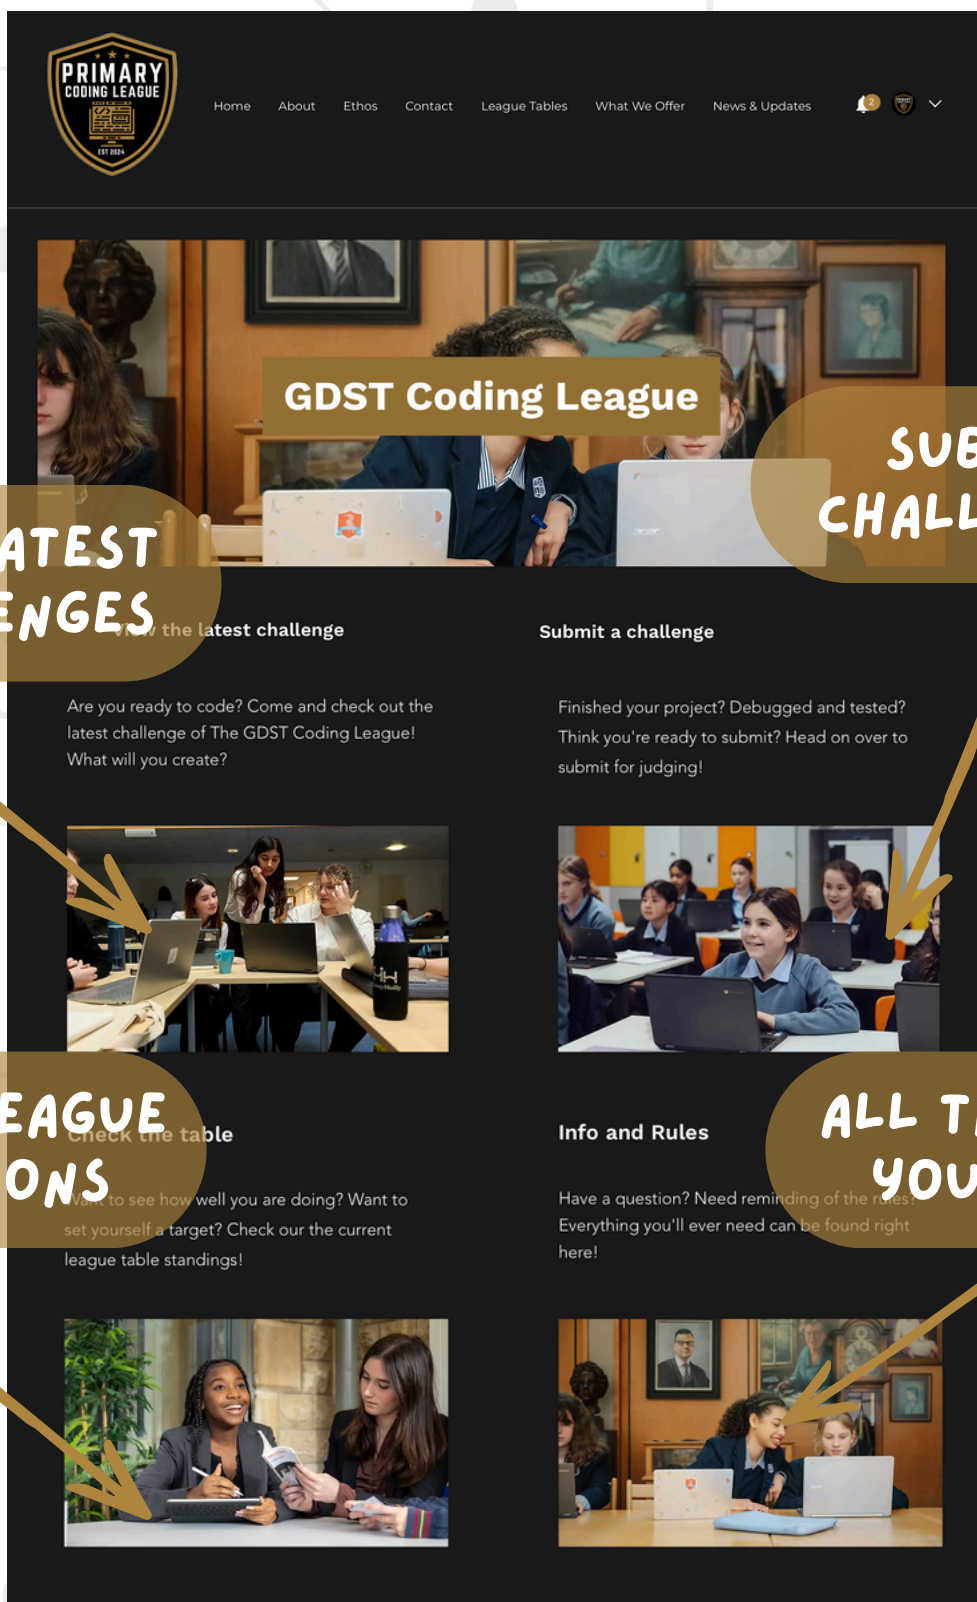 PRIMARY
CODING LEAGUE
EST 2024
Home About Ethos Contact League Tables What We Offer News & Updates
2
GDST Coding League
SUB
CHALL
ATEST
ENGES
View the latest challenge
Submit a challenge
Are you ready to code? Come and check out the
latest challenge of The GDST Coding League!
What will you create?
Finished your project? Debugged and tested?
Think you're ready to submit? Head on over to
submit for judging!
EAGUE
ONS
Check the table
Want to see how well you are doing? Want to
set yourself a target? Check our the current
league table standings!
ALL T
YOU
Info and Rules
Have a question? Need reminding of the rules?
Everything you'll ever need can be found right
here!
acer